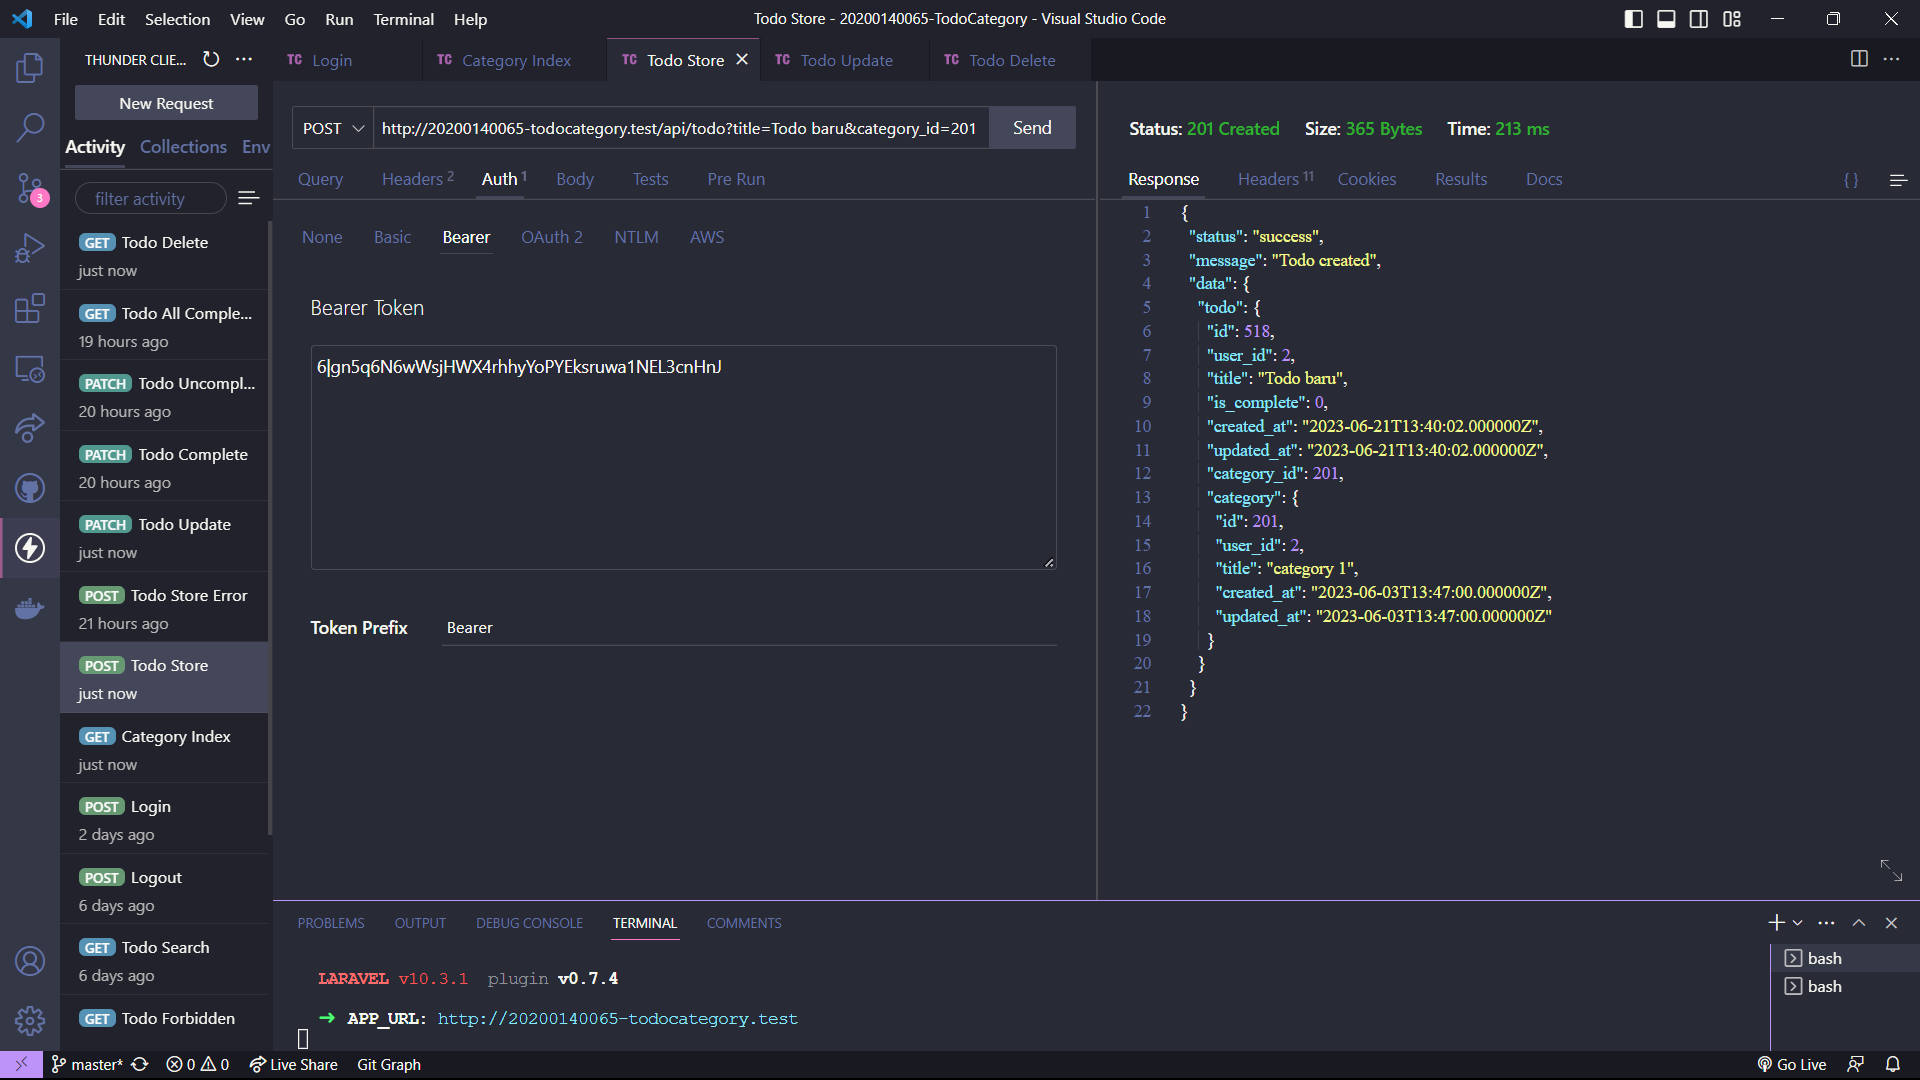 File Edit Selection View Go Run Terminal Help
Todo Store - 20200140065-TodoCategory - Visual Studio Code
THUNDER CLIE...
New Request
Activity Collections Env
filter activity
GET Todo Delete
just now
GET Todo All Comple...
19 hours ago
PATCH Todo Uncompl...
20 hours ago
PATCH Todo Complete
20 hours ago
PATCH Todo Update
just now
POST Todo Store Error
21 hours ago
POST Todo Store
just now
GET Category Index
just now
POST Login
2 days ago
POST Logout
6 days ago
GET Todo Search
6 days ago
GET Todo Forbidden
3
TC Login TC Category Index TC Todo Store TC Todo Update TC Todo Delete
POST http://20200140065-todocategory.test/api/todo?title=Todo baru&category_id=201 Send
Query Headers 2 Auth 1 Body Tests Pre Run
None Basic Bearer OAuth 2 NTLM AWS
Bearer Token
6|gn5q6N6wWsjHWX4rhhyYoPYEksruwa1NEL3cnHnJ
Token Prefix Bearer
Status: 201 Created Size: 365 Bytes Time: 213 ms
Response Headers 11 Cookies Results Docs { }
1 {
2 "status": "success",
3 "message": "Todo created",
4 "data": {
5 "todo": {
6 "id": 518,
7 "user_id": 2,
8 "title": "Todo baru",
9 "is_complete": 0,
10 "created_at": "2023-06-21T13:40:02.000000Z",
11 "updated_at": "2023-06-21T13:40:02.000000Z",
12 "category_id": 201,
13 "category": {
14 "id": 201,
15 "user_id": 2,
16 "title": "category 1",
17 "created_at": "2023-06-03T13:47:00.000000Z",
18 "updated_at": "2023-06-03T13:47:00.000000Z"
19 }
20 }
21 }
22 }
PROBLEMS OUTPUT DEBUG CONSOLE TERMINAL COMMENTS
LARAVEL v10.3.1 plugin v0.7.4
➜ APP_URL: http://20200140065-todocategory.test
bash
bash
master* 0 0 Live Share Git Graph Go Live